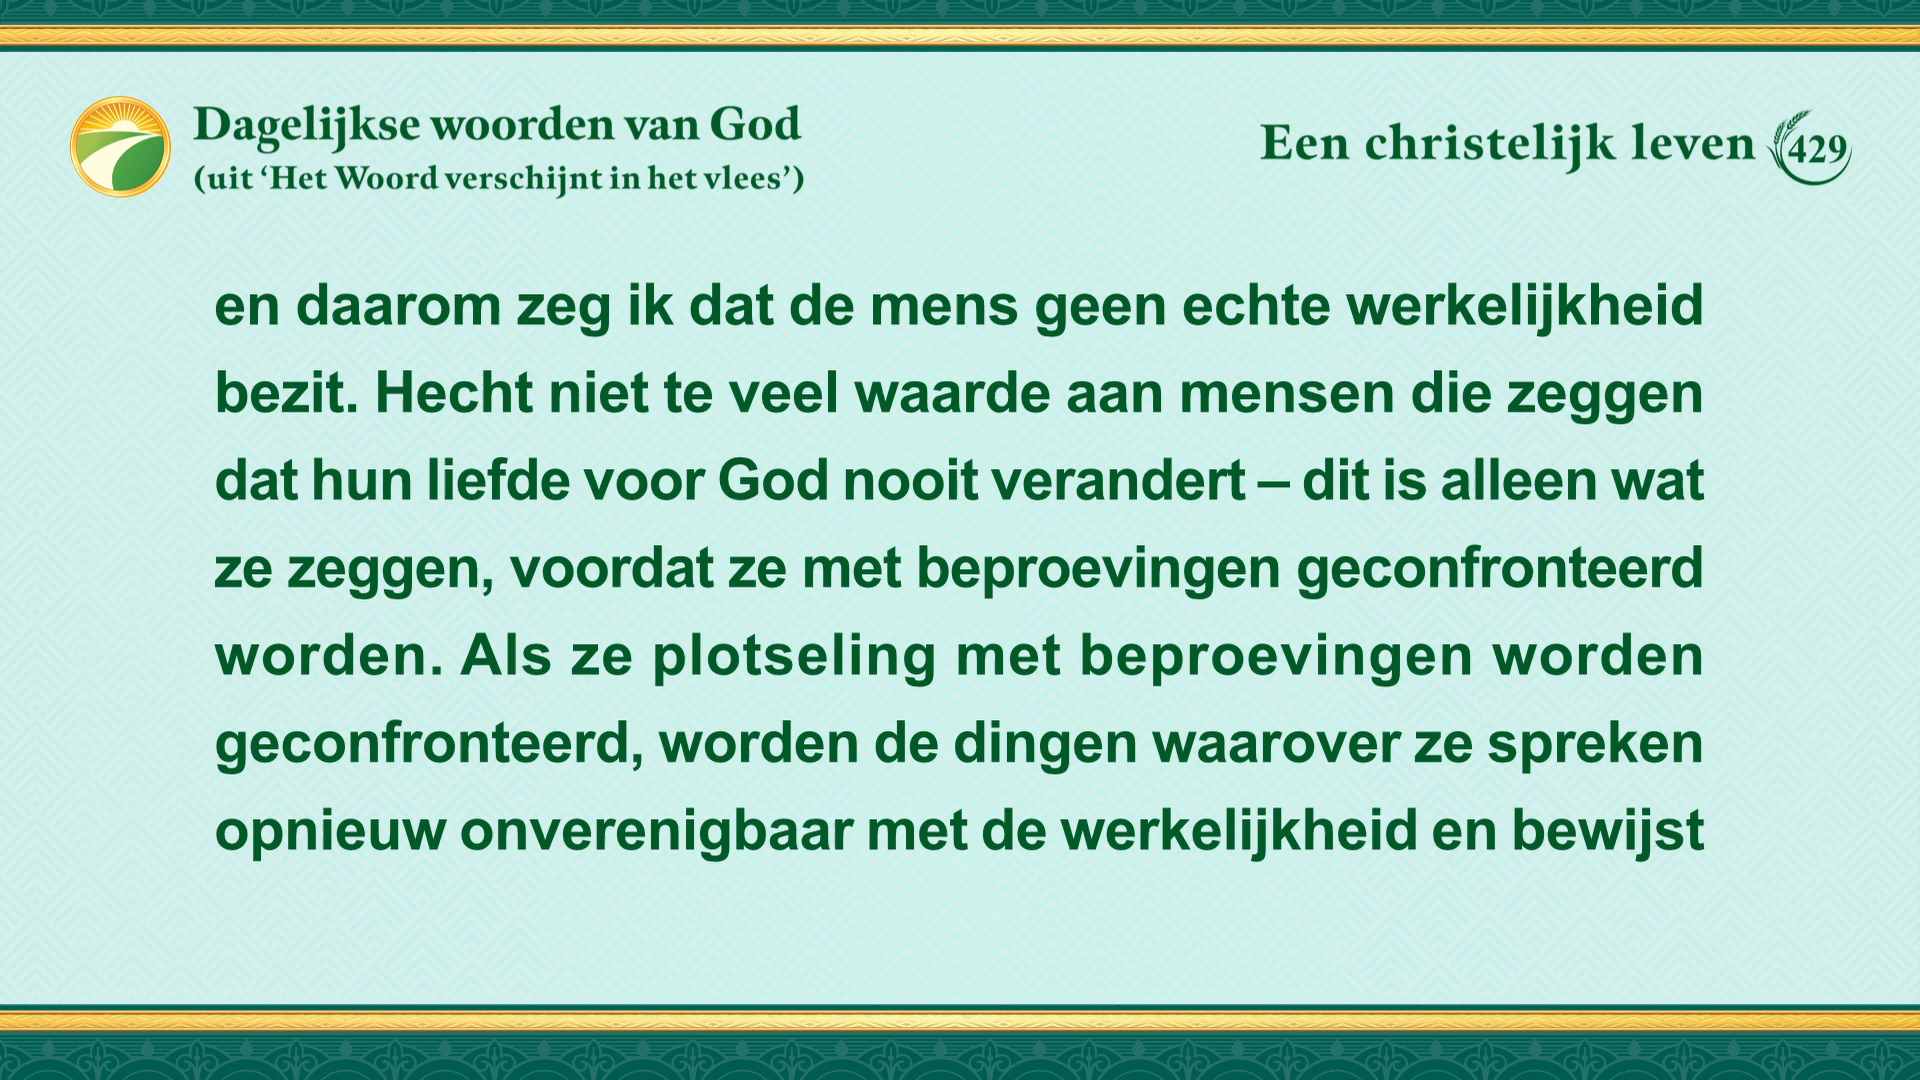 Dagelijkse woorden van God
(uit ‘Het Woord verschijnt in het vlees’)
Een christelijk leven 429
en daarom zeg ik dat de mens geen echte werkelijkheid
bezit. Hecht niet te veel waarde aan mensen die zeggen
dat hun liefde voor God nooit verandert – dit is alleen wat
ze zeggen, voordat ze met beproevingen geconfronteerd
worden. Als ze plotseling met beproevingen worden
geconfronteerd, worden de dingen waarover ze spreken
opnieuw onverenigbaar met de werkelijkheid en bewijst